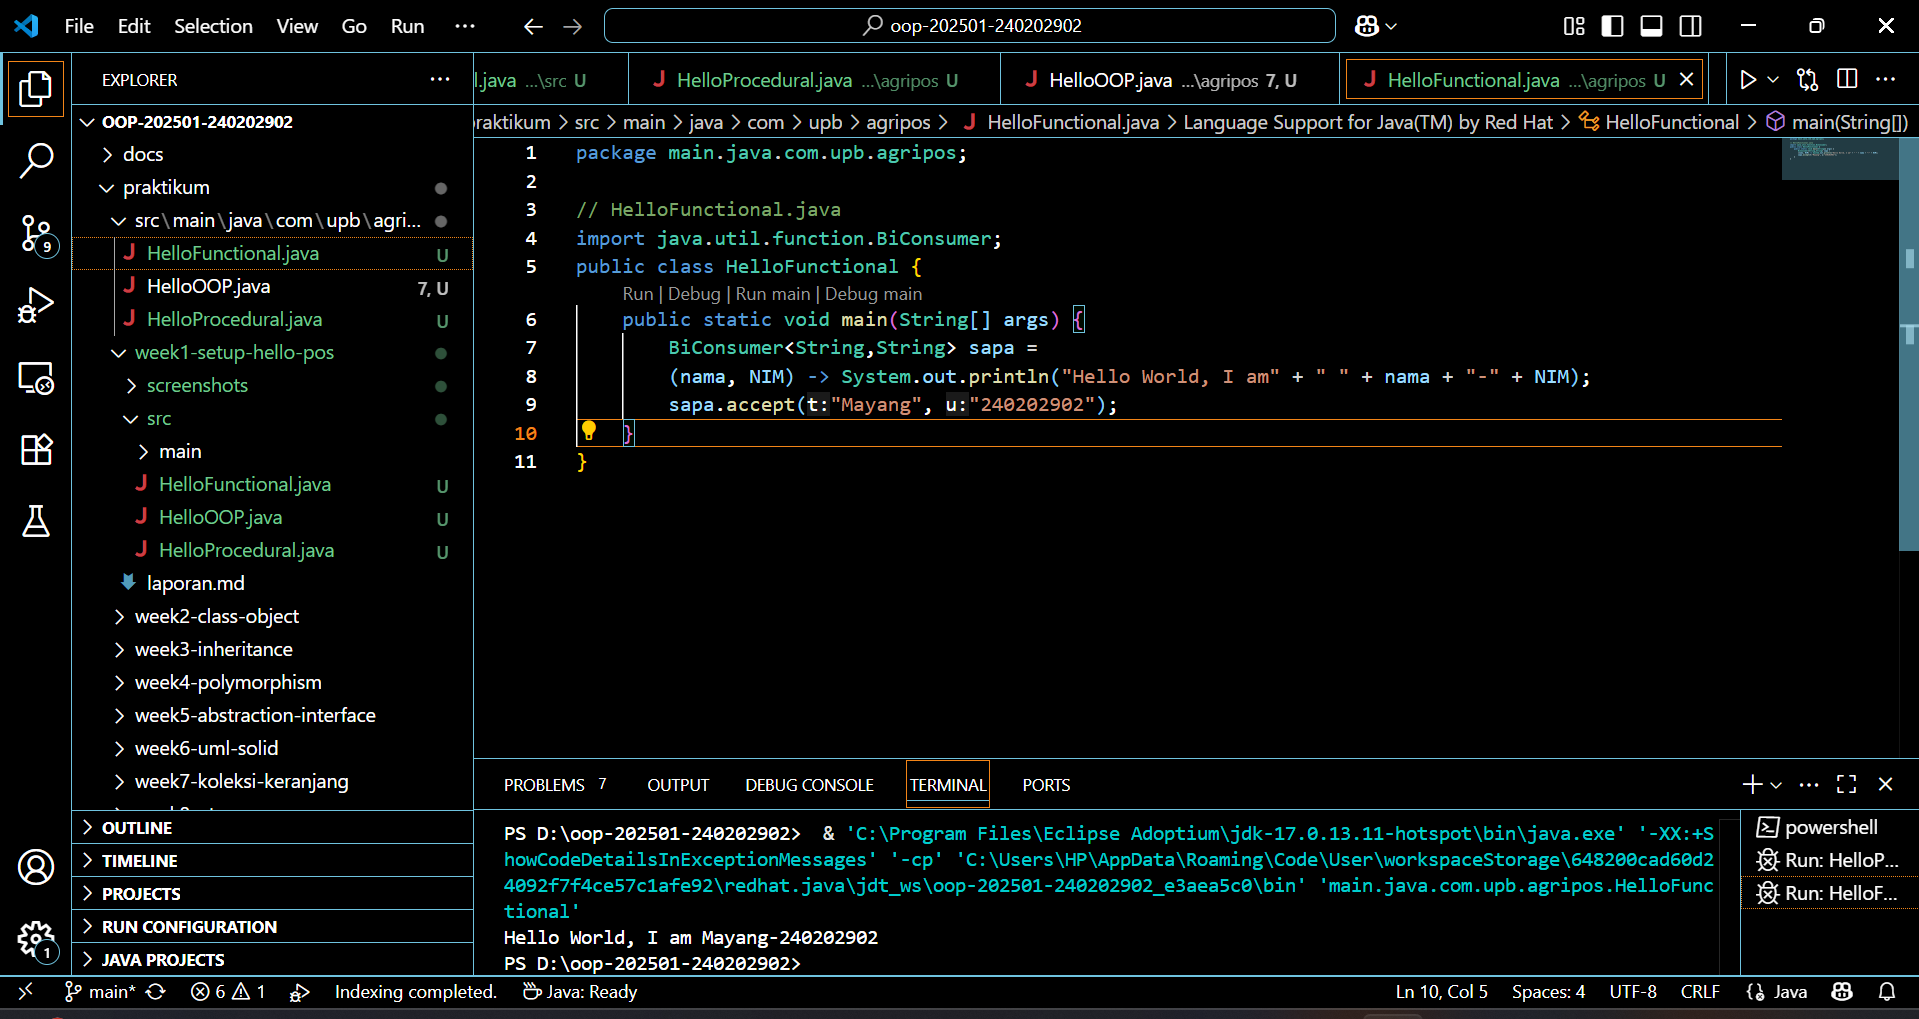 File Edit Selection View Go Run ···
oop-202501-240202902
EXPLORER ···
OOP-202501-240202902
docs
praktikum
src\main\java\com\upb\agri...
HelloFunctional.java U
HelloOOP.java 7, U
HelloProcedural.java U
week1-setup-hello-pos
screenshots
src
main
HelloFunctional.java U
HelloOOP.java U
HelloProcedural.java U
laporan.md
week2-class-object
week3-inheritance
week4-polymorphism
week5-abstraction-interface
week6-uml-solid
week7-koleksi-keranjang
OUTLINE
TIMELINE
PROJECTS
RUN CONFIGURATION
JAVA PROJECTS
9
1
l.java ...\src U
HelloProcedural.java ...\agripos U
HelloOOP.java ...\agripos 7, U
HelloFunctional.java ...\agripos U
raktikum > src > main > java > com > upb > agripos > HelloFunctional.java > Language Support for Java(TM) by Red Hat > HelloFunctional > main(String[])
1 package main.java.com.upb.agripos;
2
3 // HelloFunctional.java
4 import java.util.function.BiConsumer;
5 public class HelloFunctional {
Run | Debug | Run main | Debug main
6 public static void main(String[] args) {
7 BiConsumer<String,String> sapa =
8 (nama, NIM) -> System.out.println("Hello World, I am" + " " + nama + "-" + NIM);
9 sapa.accept(t:"Mayang", u:"240202902");
10 }
11 }
PROBLEMS 7 OUTPUT DEBUG CONSOLE TERMINAL PORTS
PS D:\oop-202501-240202902> & 'C:\Program Files\Eclipse Adoptium\jdk-17.0.13.11-hotspot\bin\java.exe' '-XX:+S
howCodeDetailsInExceptionMessages' '-cp' 'C:\Users\HP\AppData\Roaming\Code\User\workspaceStorage\648200cad60d2
4092f7f4ce57c1afe92\redhat.java\jdt_ws\oop-202501-240202902_e3aea5c0\bin' 'main.java.com.upb.agripos.HelloFunc
tional'
Hello World, I am Mayang-240202902
PS D:\oop-202501-240202902>
powershell
Run: HelloP...
Run: HelloF...
main* 6 1 Indexing completed. Java: Ready Ln 10, Col 5 Spaces: 4 UTF-8 CRLF Java